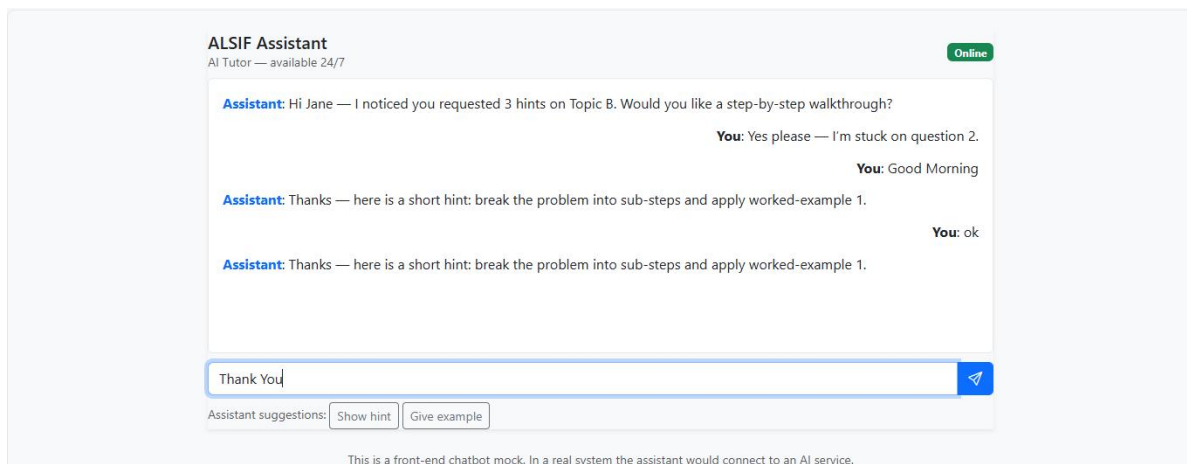 ALSIF Assistant
AI Tutor — available 24/7
Online
Assistant: Hi Jane — I noticed you requested 3 hints on Topic B. Would you like a step-by-step walkthrough?
You: Yes please — I'm stuck on question 2.
You: Good Morning
Assistant: Thanks — here is a short hint: break the problem into sub-steps and apply worked-example 1.
You: ok
Assistant: Thanks — here is a short hint: break the problem into sub-steps and apply worked-example 1.
Thank You
Assistant suggestions: Show hint Give example
This is a front-end chatbot mock. In a real system the assistant would connect to an AI service.